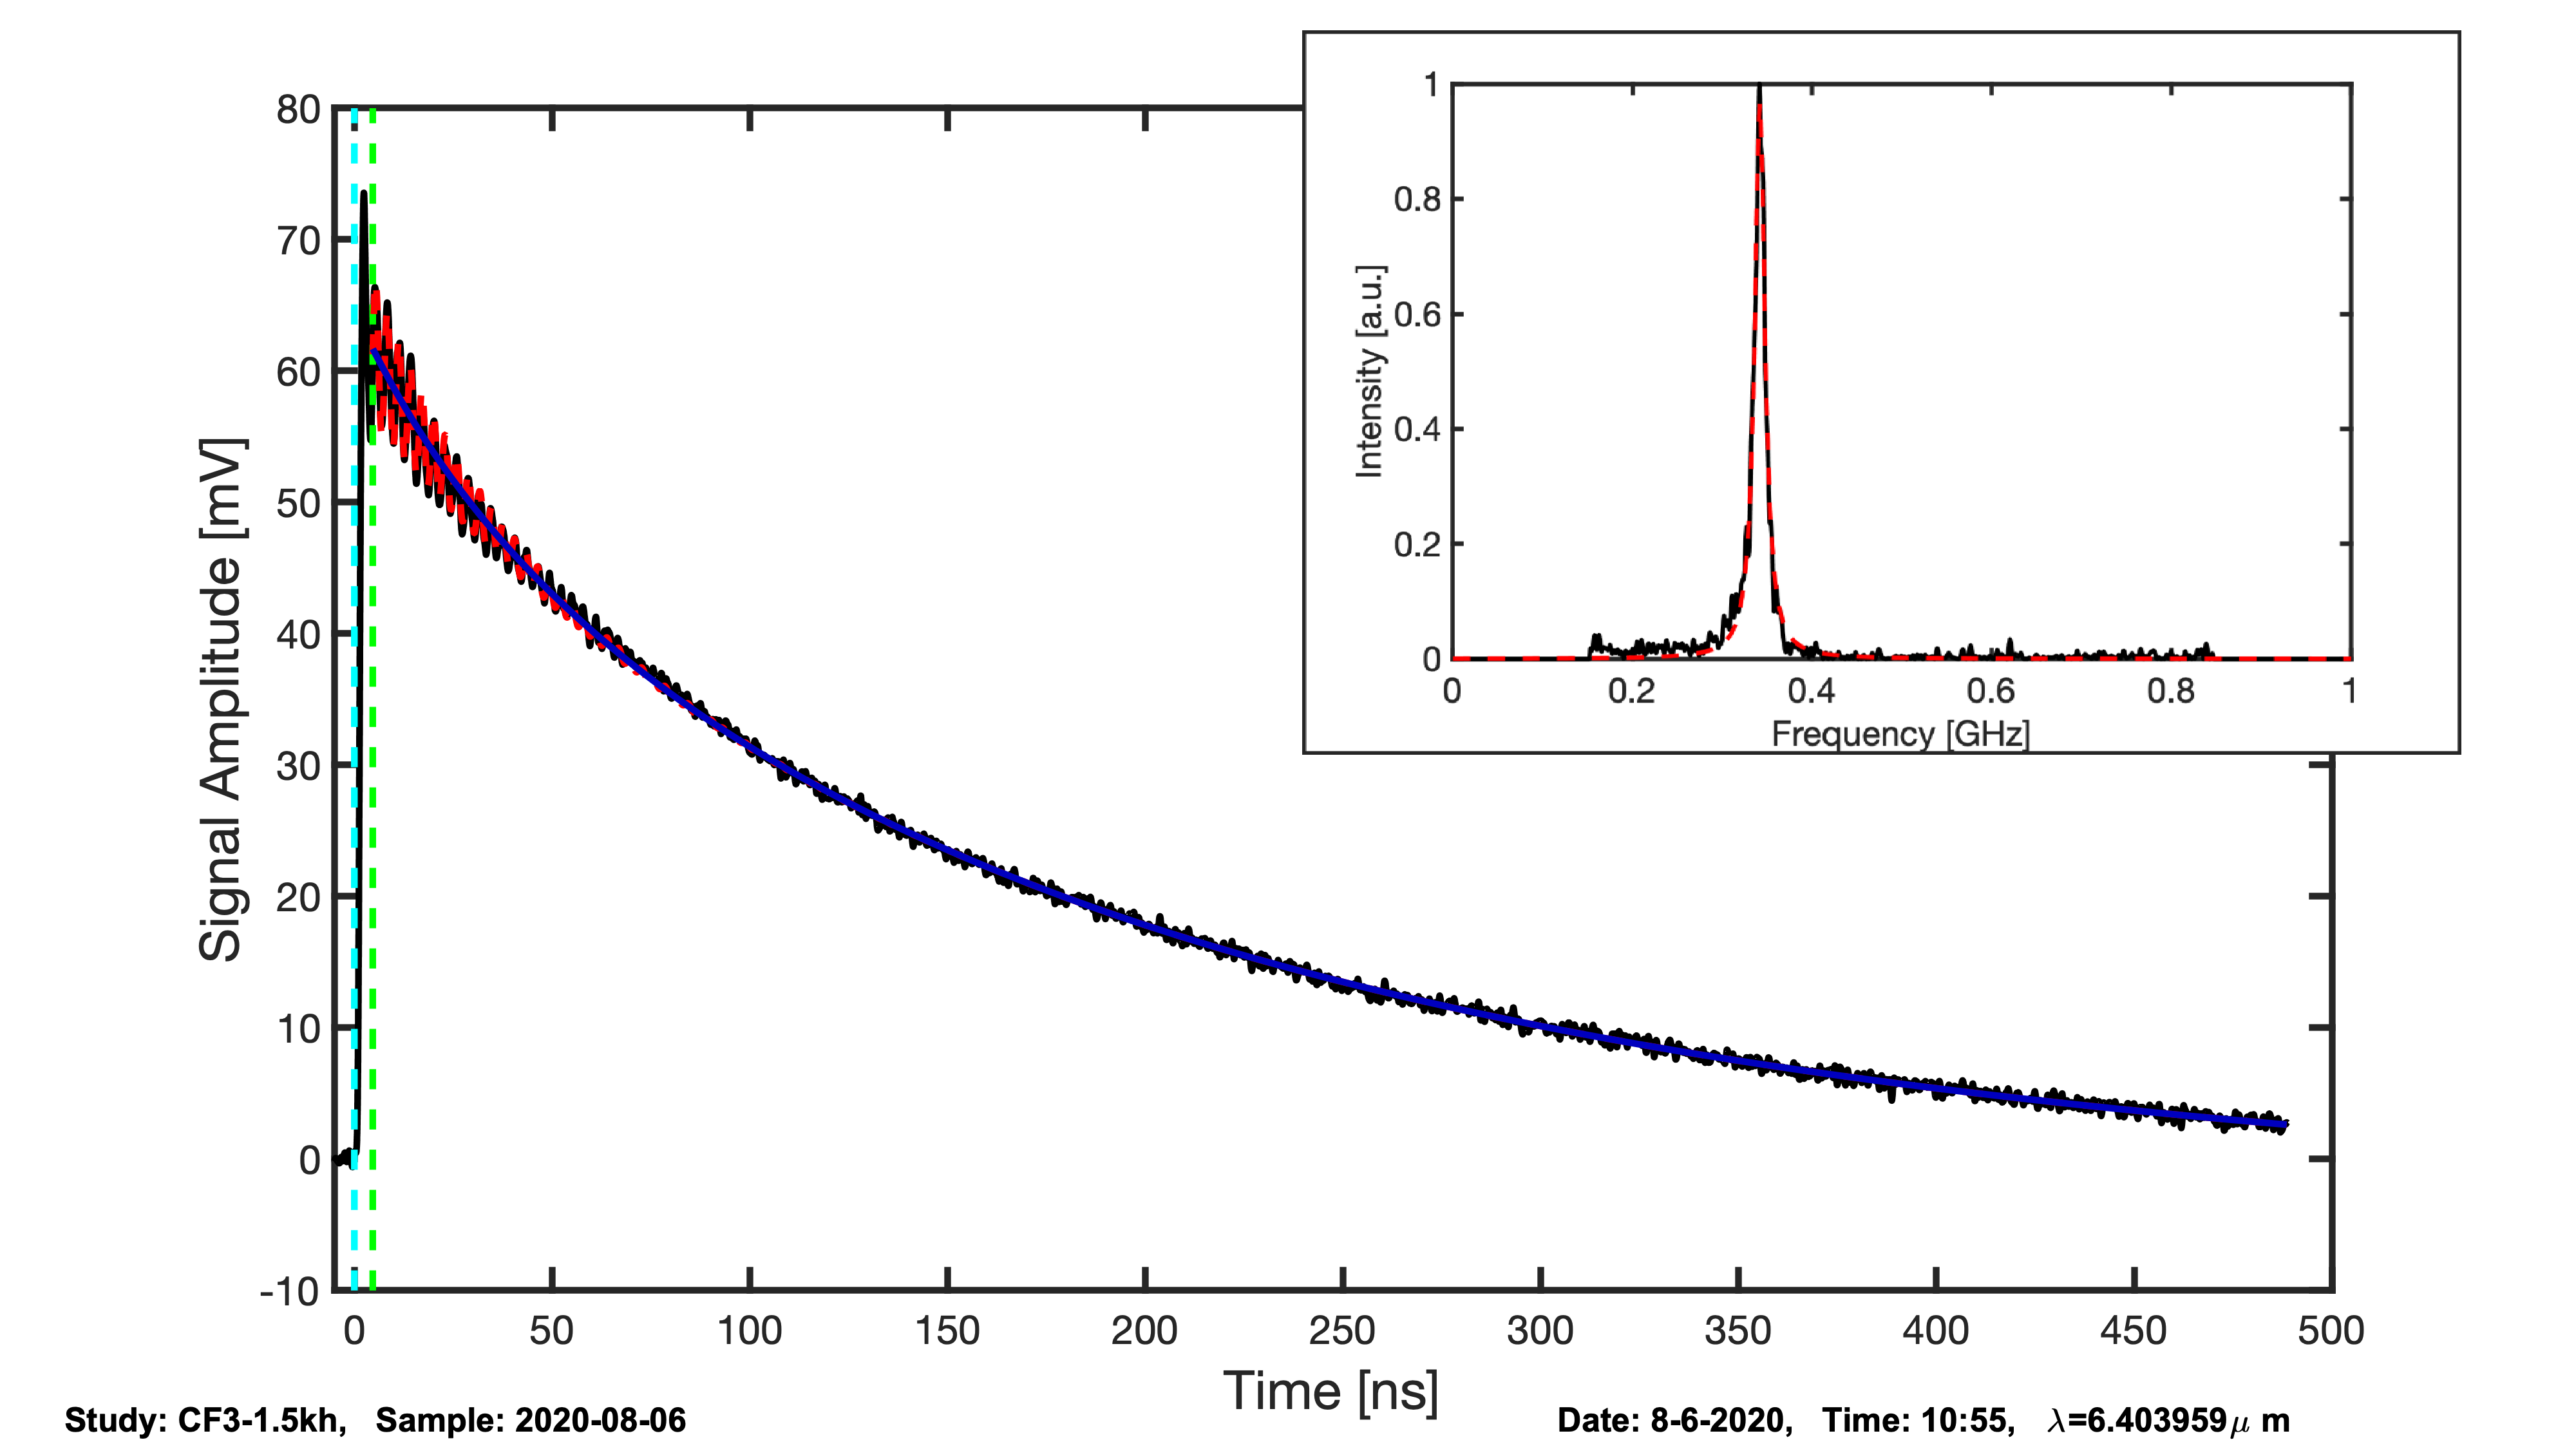 1
0.8
0.6
0.4
0.2
0
Intensity [a.u.]
0 0.2 0.4 0.6 0.8 1
Frequency [GHz]
80
70
60
50
40
30
20
10
0
-10
Signal Amplitude [mV]
0 50 100 150 200 250 300 350 400 450 500
Time [ns]
Study: CF3-1.5kh, Sample: 2020-08-06
Date: 8-6-2020, Time: 10:55, λ=6.403959μ m